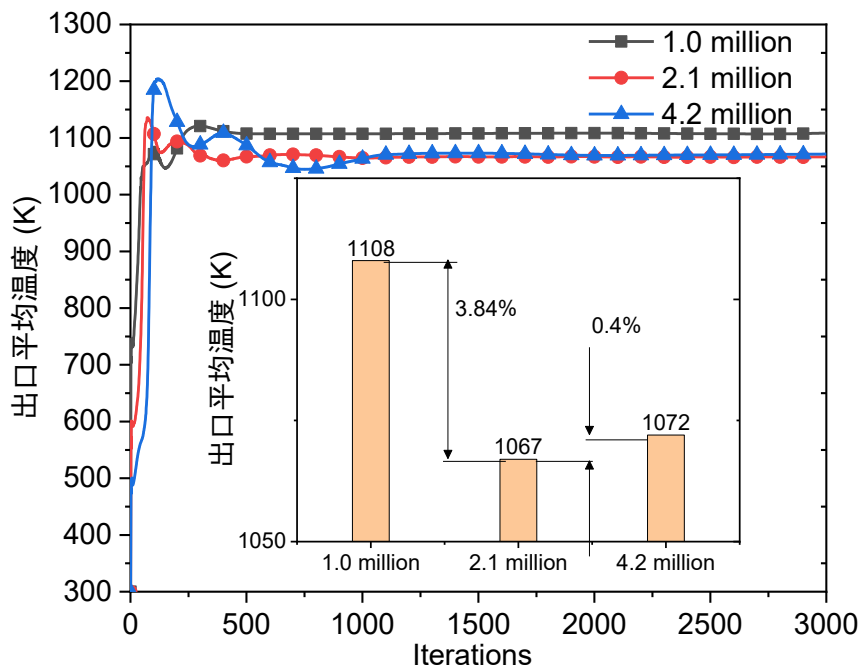 1300
1200
1100
1000
900
800
700
600
500
400
300
出口平均温度 (K)
1.0 million
2.1 million
4.2 million
1100
1050
出口平均温度 (K)
1108
3.84%
0.4%
1067
1072
1.0 million
2.1 million
4.2 million
0
500
1000
1500
2000
2500
3000
Iterations